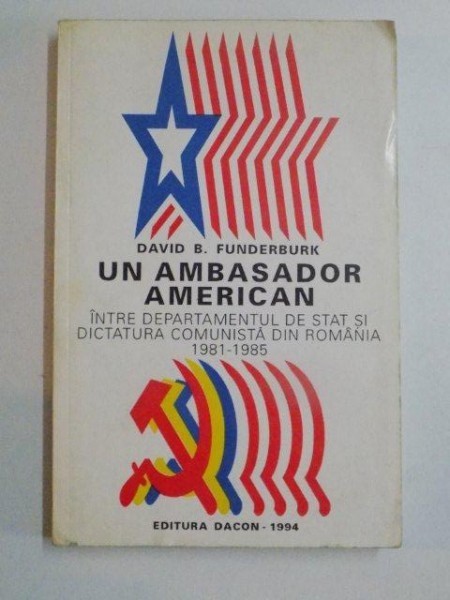 DAVID B. FUNDERBURK
UN AMBASADOR
AMERICAN
ÎNTRE DEPARTAMENTUL DE STAT ȘI
DICTATURA COMUNISTĂ DIN ROMÂNIA
1981-1985
EDITURA DACON - 1994